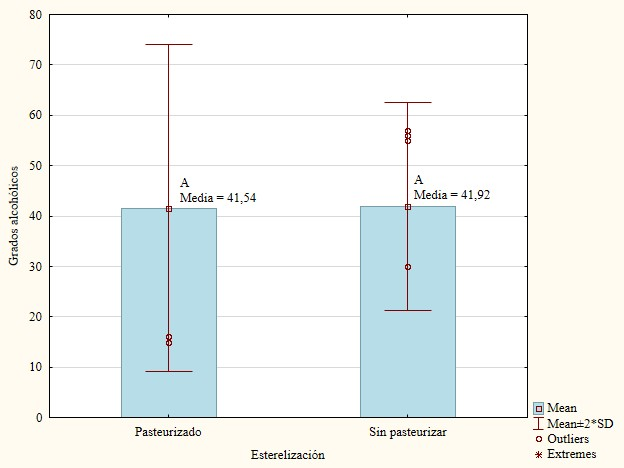 80
70
60
50
40
30
20
10
0
Grados alcohólicos
A
Media = 41,54
A
Media = 41,92
Pasteurizado
Sin pasteurizar
Esterelización
Mean
Mean±2*SD
Outliers
Extremes